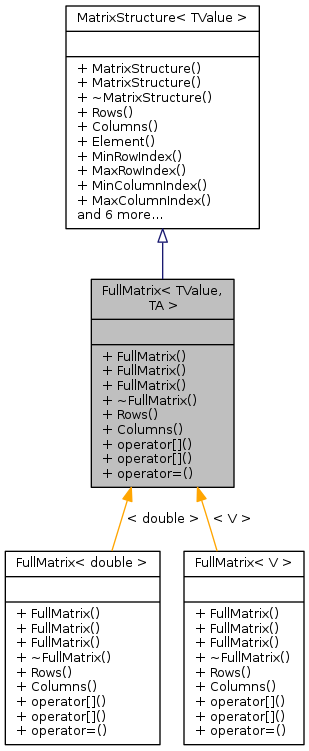 MatrixStructure< TValue >
+ MatrixStructure()
+ MatrixStructure()
+ ~MatrixStructure()
+ Rows()
+ Columns()
+ Element()
+ MinRowIndex()
+ MaxRowIndex()
+ MinColumnIndex()
+ MaxColumnIndex()
and 6 more...
FullMatrix< TValue,
TA >
+ FullMatrix()
+ FullMatrix()
+ FullMatrix()
+ ~FullMatrix()
+ Rows()
+ Columns()
+ operator[]()
+ operator[]()
+ operator=()
< double >
< V >
FullMatrix< double >
+ FullMatrix()
+ FullMatrix()
+ FullMatrix()
+ ~FullMatrix()
+ Rows()
+ Columns()
+ operator[]()
+ operator[]()
+ operator=()
FullMatrix< V >
+ FullMatrix()
+ FullMatrix()
+ FullMatrix()
+ ~FullMatrix()
+ Rows()
+ Columns()
+ operator[]()
+ operator[]()
+ operator=()